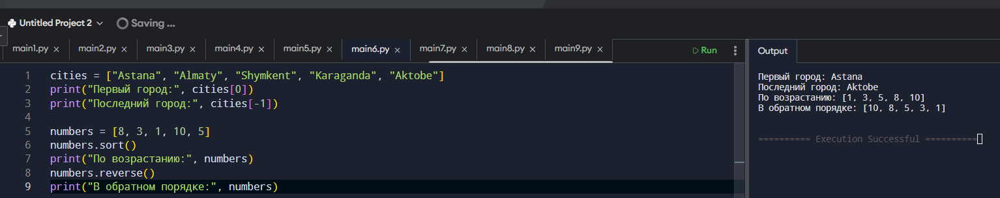 Untitled Project 2
Saving ...
main1.py × main2.py × main3.py × main4.py × main5.py × main6.py × main7.py × main8.py × main9.py ×
Run
Output
1 cities = ["Astana", "Almaty", "Shymkent", "Karaganda", "Aktobe"]
2 print("Первый город:", cities[0])
3 print("Последний город:", cities[-1])
4
5 numbers = [8, 3, 1, 10, 5]
6 numbers.sort()
7 print("По возрастанию:", numbers)
8 numbers.reverse()
9 print("В обратном порядке:", numbers)
Первый город: Astana
Последний город: Aktobe
По возрастанию: [1, 3, 5, 8, 10]
В обратном порядке: [10, 8, 5, 3, 1]
========== Execution Successful ==========